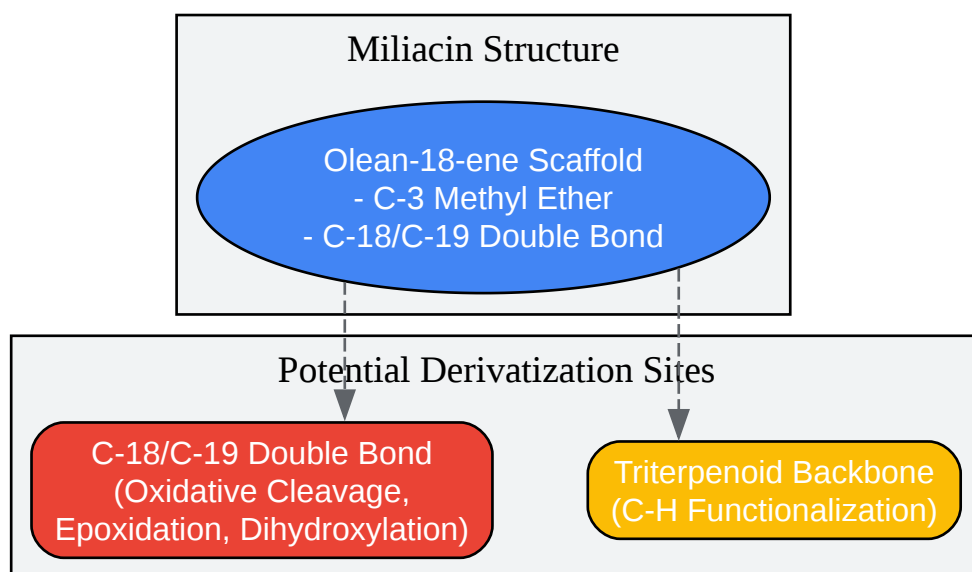 Miliacin Structure
Olean-18-ene Scaffold
- C-3 Methyl Ether
- C-18/C-19 Double Bond
Potential Derivatization Sites
C-18/C-19 Double Bond
(Oxidative Cleavage,
Epoxidation, Dihydroxylation)
Triterpenoid Backbone
(C-H Functionalization)